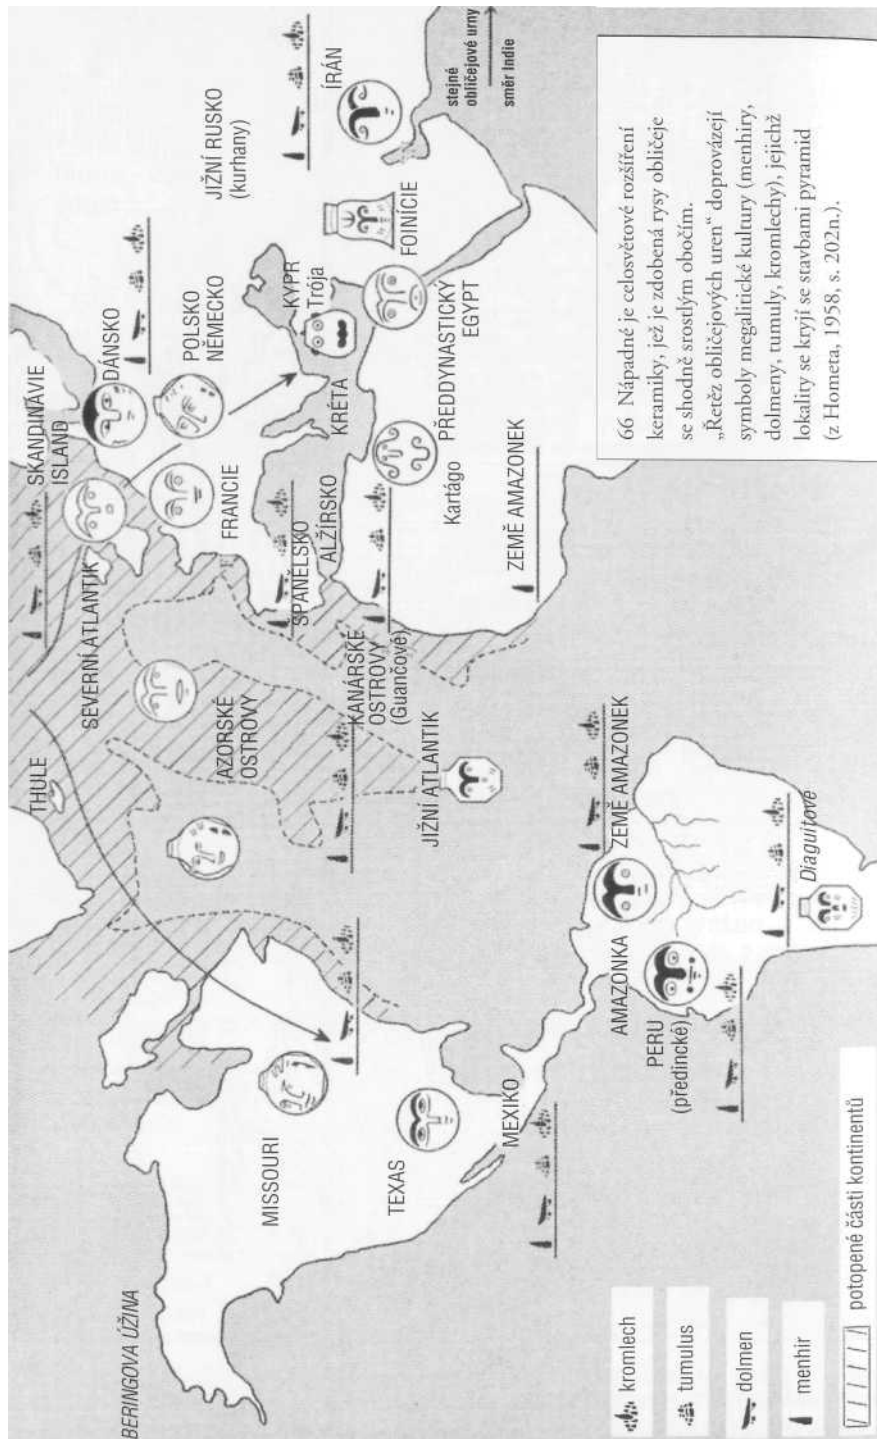 BERINGOVA ÚŽINA
THULE
SKANDINÁVIE
ISLAND
SEVERNÍ ATLANTIK
DÁNSKO
POLSKO
NĚMECKO
JIŽNÍ RUSKO
(kurhany)
ÍRÁN
stejné
obličejové urny
směr Indie
FRANCIE
KYPR
Trója
FOINÍCIE
KRÉTA
PŘEDDYNASTICKÝ
EGYPT
MISSOURI
TEXAS
MEXIKO
AZORSKÉ
OSTROVY
ŠPANĚLSKO
ALŽÍRSKO
Kartágo
KANÁRSKÉ
OSTROVY
(Guančové)
JIŽNÍ ATLANTIK
ZEMĚ AMAZONEK
ZEMĚ AMAZONEK
AMAZONKA
PERU
(předincké)
Diaguitové
kromlech
tumulus
dolmen
menhir
potopené části kontinentů
66 Nápadné je celosvětové rozšíření
keramiky, jež je zdobená rysy obličeje
se shodně srostlým obočím.
„Řetěz obličejových uren“ doprovázejí
symboly megalitické kultury (menhiry,
dolmeny, tumuly, kromlechy), jejichž
lokality se kryjí se stavbami pyramid
(z Hometa, 1958, s. 202n.).